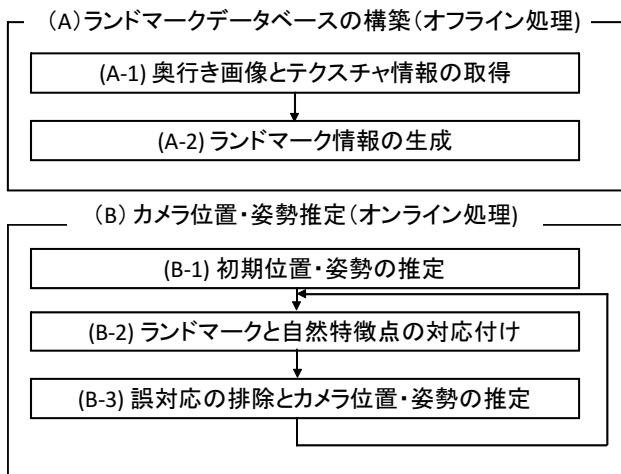 (A)ランドマークデータベースの構築(オフライン処理)
(A-1) 奥行き画像とテクスチャ情報の取得
(A-2) ランドマーク情報の生成
(B) カメラ位置・姿勢推定(オンライン処理)
(B-1) 初期位置・姿勢の推定
(B-2) ランドマークと自然特徴点の対応付け
(B-3) 誤対応の排除とカメラ位置・姿勢の推定